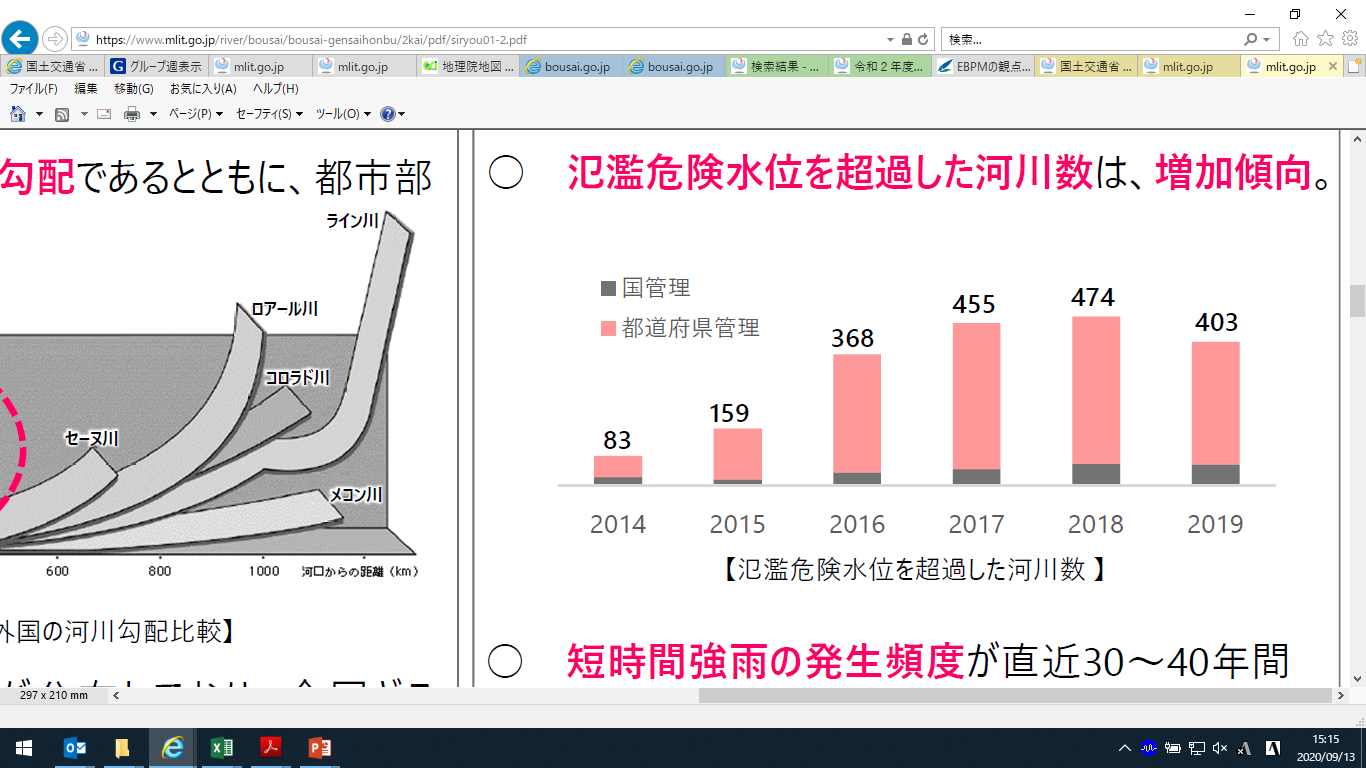 https://www.mlit.go.jp/river/bousai/bousai-gensaihonbu/2kai/pdf/siryou01-2.pdf
検索...
国土交通省 ...
グループ週表示
mlit.go.jp
mlit.go.jp
地理院地図 ...
bousai.go.jp
bousai.go.jp
検索結果 - ...
令和２年度...
EBPMの観点...
国土交通省 ...
mlit.go.jp
mlit.go.jp
ファイル(F) 編集 移動(G) お気に入り(A) ヘルプ(H)
ページ(P) セーフティ(S) ツール(O)
勾配であるとともに、都市部
ライン川
ロアール川
コロラド川
セーヌ川
メコン川
600 800 1000 河口からの距離（km）
外国の河川勾配比較】
○ 氾濫危険水位を超過した河川数は、増加傾向。
国管理
都道府県管理
83 159 368 455 474 403
2014 2015 2016 2017 2018 2019
【氾濫危険水位を超過した河川数 】
○ 短時間強雨の発生頻度が直近30～40年間
297 x 210 mm
15:15
2020/09/13